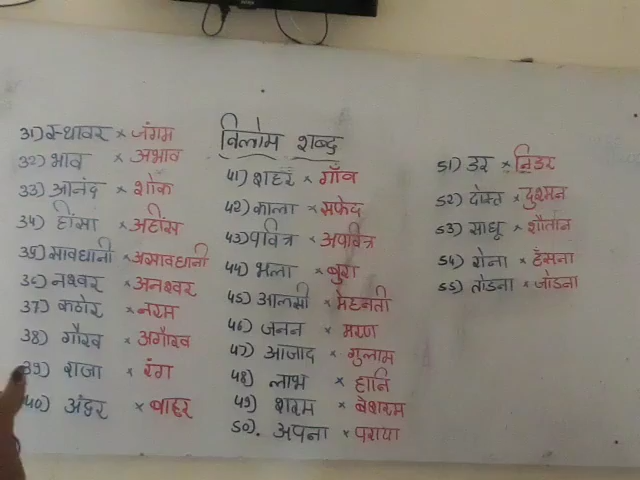 विलोम शब्द
31) स्थावर × जंगम
32) भाव × अभाव
33) आनंद × शोक
34) हींसा × अहींस
35) सावधानी × असावधानी
36) नश्वर × अनश्वर
37) कठोर × नरम
38) गौरव × अगौरव
39) राजा × रंग
40) अंदर × बाहर
41) शहर × गाँव
42) काला × सफेद
43) पवित्र × अपवित्र
44) भला × बुरा
45) आलसी × मेहनती
46) जनन × मरण
47) आजाद × गुलाम
48) लाभ × हानि
49) शरम × बेशरम
50). अपना × पराया
51) डर × निडर
52) दोस्त × दुश्मन
53) साधू × शैतान
54) रोना × हँसना
55) तोडना × जोडना